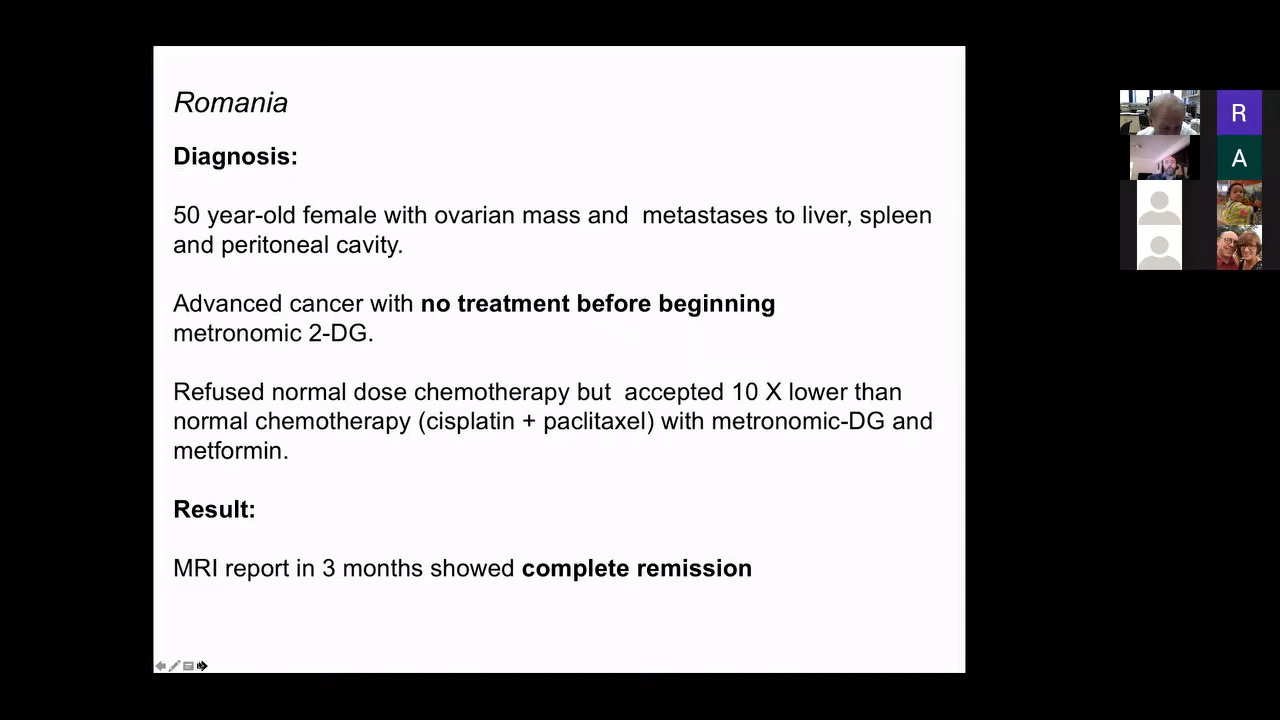 Romania
Diagnosis:
50 year-old female with ovarian mass and  metastases to liver, spleen
and peritoneal cavity.
Advanced cancer with no treatment before beginning
metronomic 2-DG.
Refused normal dose chemotherapy but  accepted 10 X lower than
normal chemotherapy (cisplatin + paclitaxel) with metronomic-DG and
metformin.
Result:
MRI report in 3 months showed complete remission
R
A